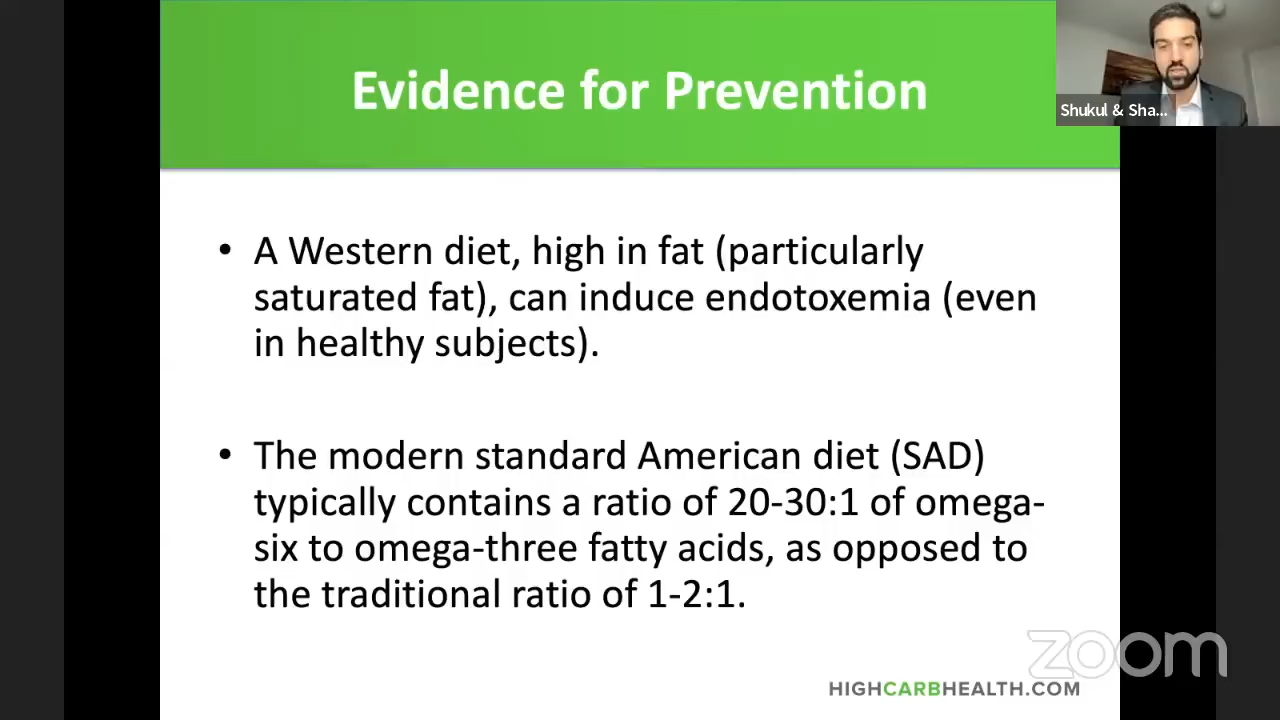 Evidence for Prevention
Shukul & Sha...
• A Western diet, high in fat (particularly
saturated fat), can induce endotoxemia (even
in healthy subjects).
• The modern standard American diet (SAD)
typically contains a ratio of 20-30:1 of omega-
six to omega-three fatty acids, as opposed to
the traditional ratio of 1-2:1.
zoom
HIGHCARBHEALTH.COM